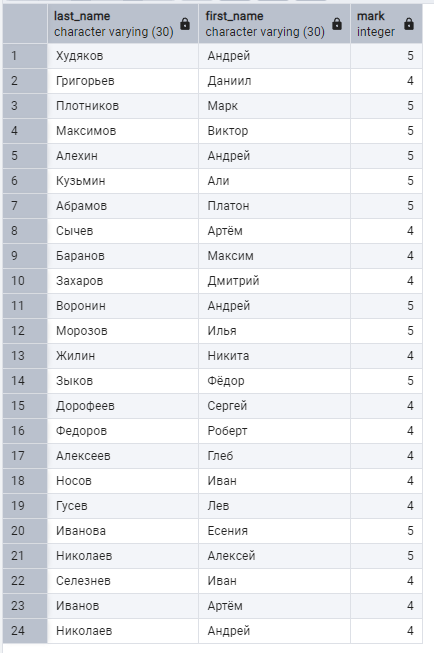 last_name first_name mark
character varying (30) character varying (30) integer
1 Худяков Андрей 5
2 Григорьев Даниил 4
3 Плотников Марк 5
4 Максимов Виктор 5
5 Алехин Андрей 5
6 Кузьмин Али 5
7 Абрамов Платон 5
8 Сычев Артём 4
9 Баранов Максим 4
10 Захаров Дмитрий 4
11 Воронин Андрей 5
12 Морозов Илья 5
13 Жилин Никита 4
14 Зыков Фёдор 5
15 Дорофеев Сергей 4
16 Федоров Роберт 4
17 Алексеев Глеб 4
18 Носов Иван 4
19 Гусев Лев 4
20 Иванова Есения 5
21 Николаев Алексей 5
22 Селезнев Иван 4
23 Иванов Артём 4
24 Николаев Андрей 4